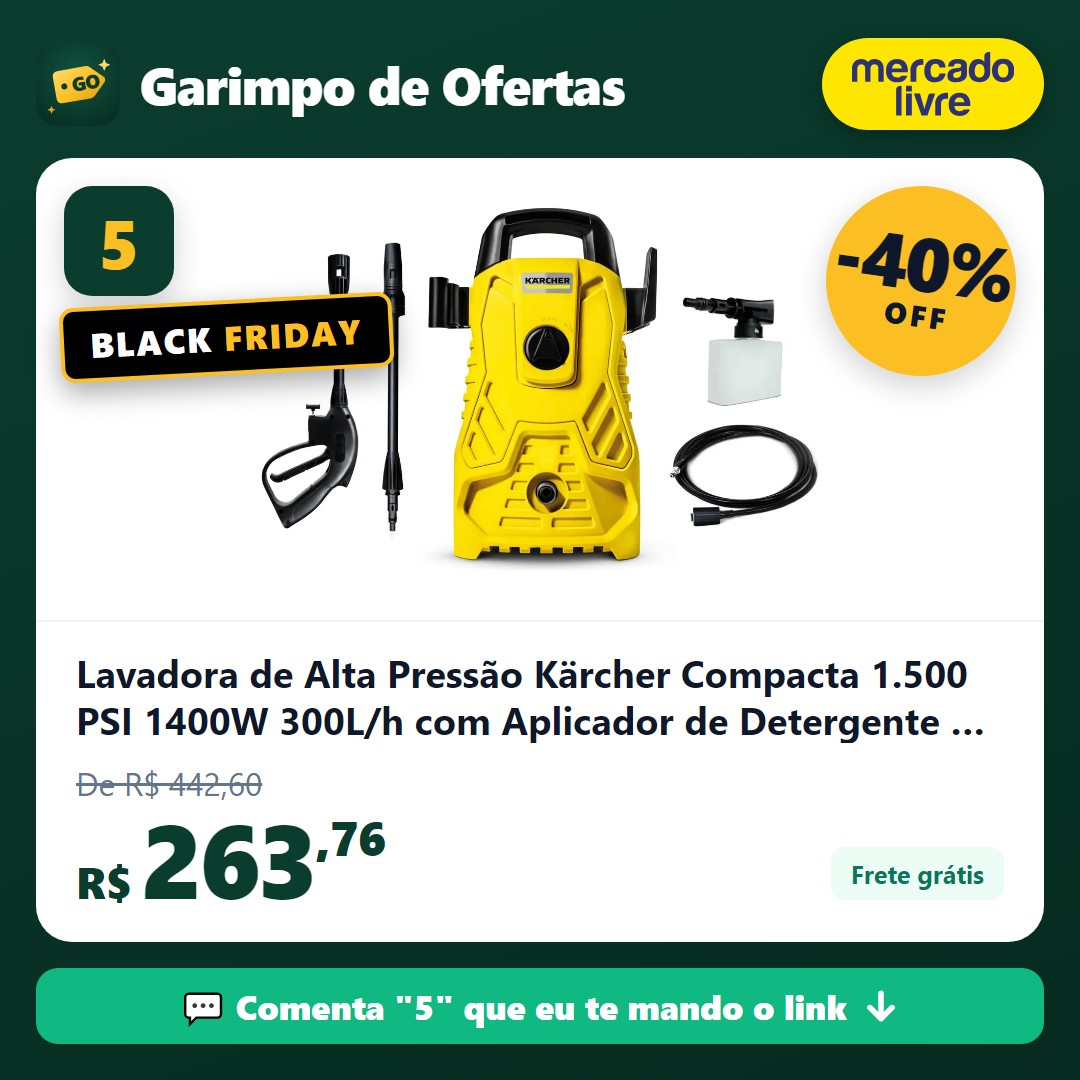 GO
Garimpo de Ofertas
mercado
livre
5
BLACK FRIDAY
-40%
OFF
KÄRCHER
Lavadora de Alta Pressão Kärcher Compacta 1.500
PSI 1400W 300L/h com Aplicador de Detergente ...
De R$ 442,60
R$ 263,76
Frete grátis
Comenta "5" que eu te mando o link ↓